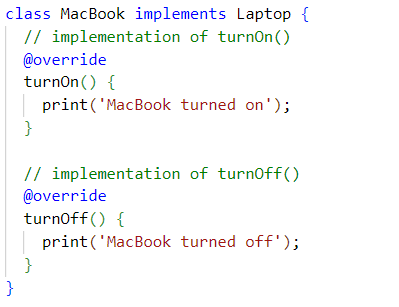 class MacBook implements Laptop {
  // implementation of turnOn()
  @override
  turnOn() {
    print('MacBook turned on');
  }

  // implementation of turnOff()
  @override
  turnOff() {
    print('MacBook turned off');
  }
}